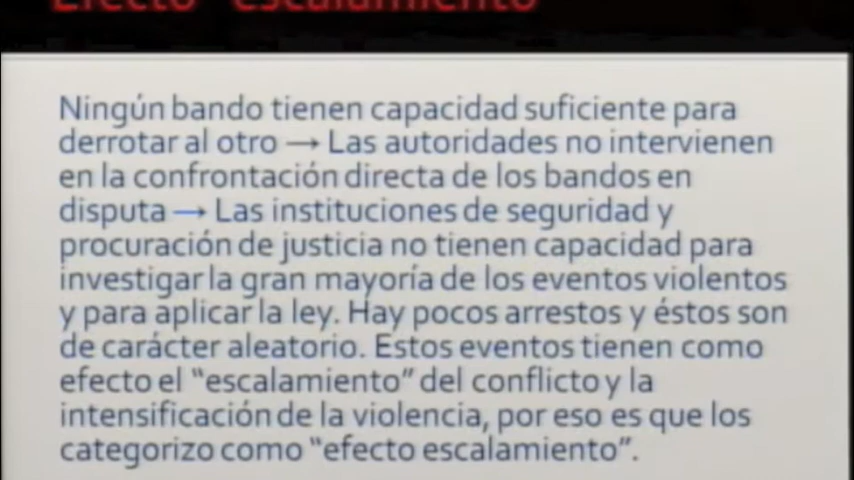 Efecto "escalamiento"
Ningún bando tienen capacidad suficiente para
derrotar al otro → Las autoridades no intervienen
en la confrontación directa de los bandos en
disputa → Las instituciones de seguridad y
procuración de justicia no tienen capacidad para
investigar la gran mayoría de los eventos violentos
y para aplicar la ley. Hay pocos arrestos y éstos son
de carácter aleatorio. Estos eventos tienen como
efecto el “escalamiento” del conflicto y la
intensificación de la violencia, por eso es que los
categorizo como “efecto escalamiento”.